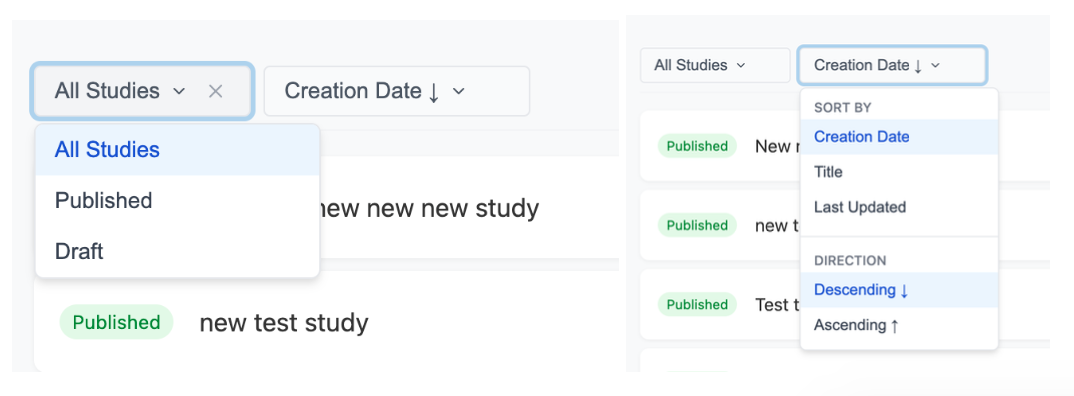 All Studies
Creation Date ↓
All Studies
Published
Draft
new new new study
Published
new test study
All Studies
Creation Date ↓
SORT BY
Creation Date
Title
Last Updated
DIRECTION
Descending ↓
Ascending ↑
Published
New
Published
new t
Published
Test t